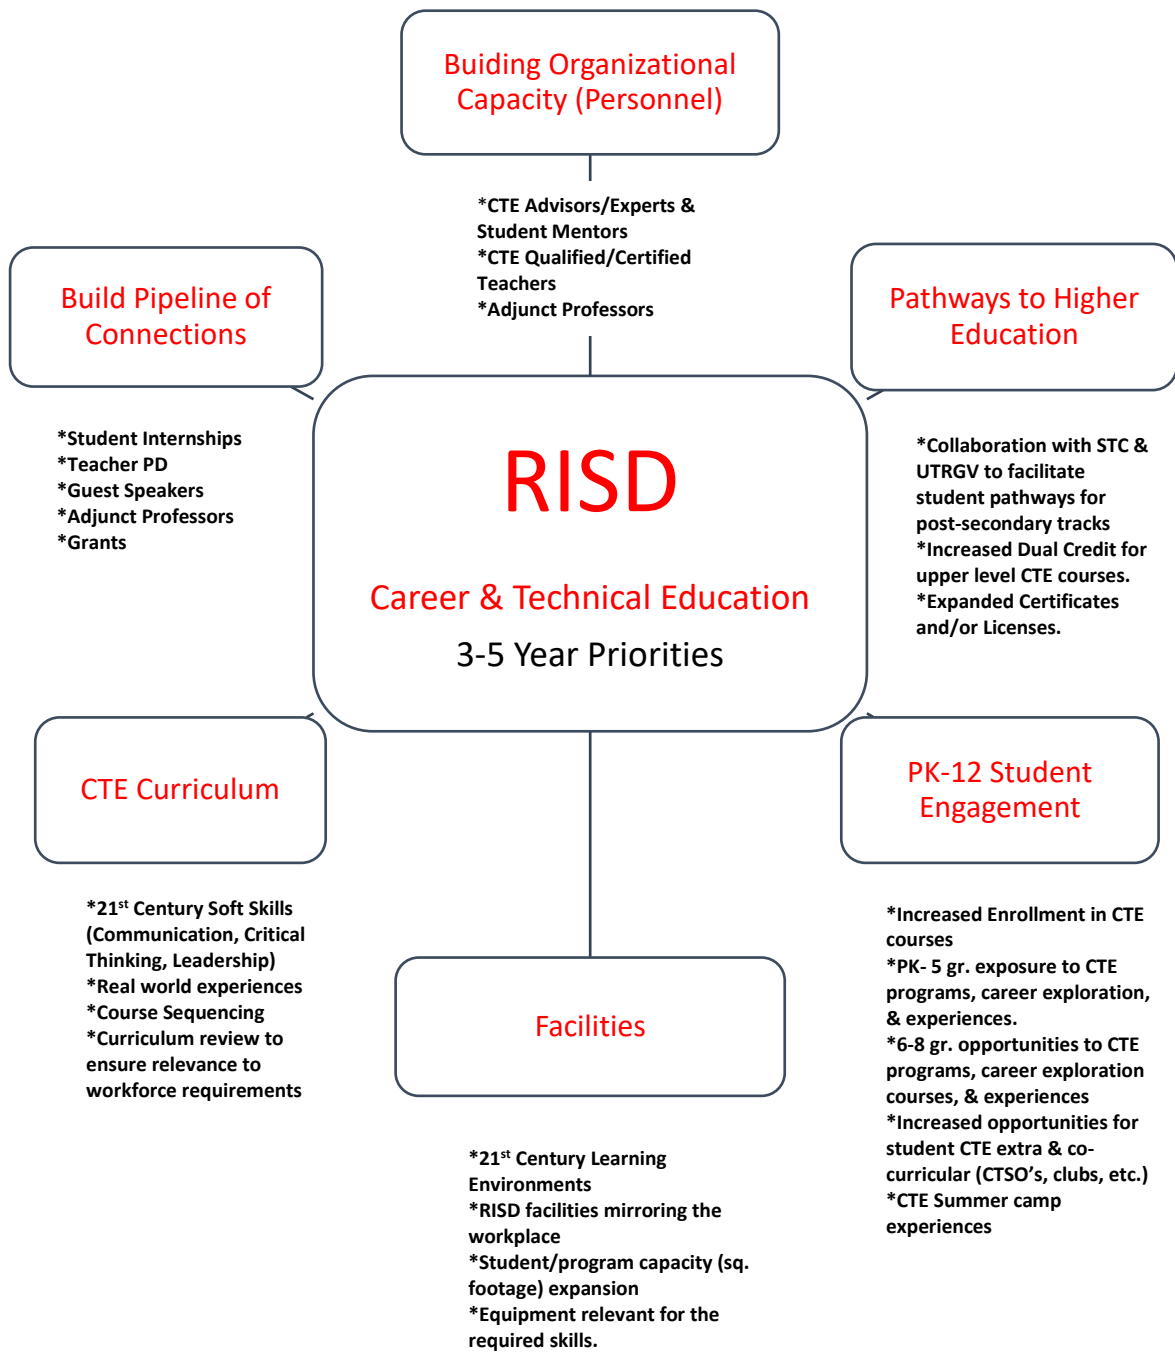 Buiding Organizational
Capacity (Personnel)
*CTE Advisors/Experts &
Student Mentors
*CTE Qualified/Certified
Teachers
*Adjunct Professors
Build Pipeline of
Connections
*Student Internships
*Teacher PD
*Guest Speakers
*Adjunct Professors
*Grants
Pathways to Higher
Education
*Collaboration with STC &
UTRGV to facilitate
student pathways for
post-secondary tracks
*Increased Dual Credit for
upper level CTE courses.
*Expanded Certificates
and/or Licenses.
RISD
Career & Technical Education
3-5 Year Priorities
CTE Curriculum
*21st Century Soft Skills
(Communication, Critical
Thinking, Leadership)
*Real world experiences
*Course Sequencing
*Curriculum review to
ensure relevance to
workforce requirements
PK-12 Student
Engagement
*Increased Enrollment in CTE
courses
*PK- 5 gr. exposure to CTE
programs, career exploration,
& experiences.
*6-8 gr. opportunities to CTE
programs, career exploration
courses, & experiences
*Increased opportunities for
student CTE extra & co-
curricular (CTSO’s, clubs, etc.)
*CTE Summer camp
experiences
Facilities
*21st Century Learning
Environments
*RISD facilities mirroring the
workplace
*Student/program capacity (sq.
footage) expansion
*Equipment relevant for the
required skills.